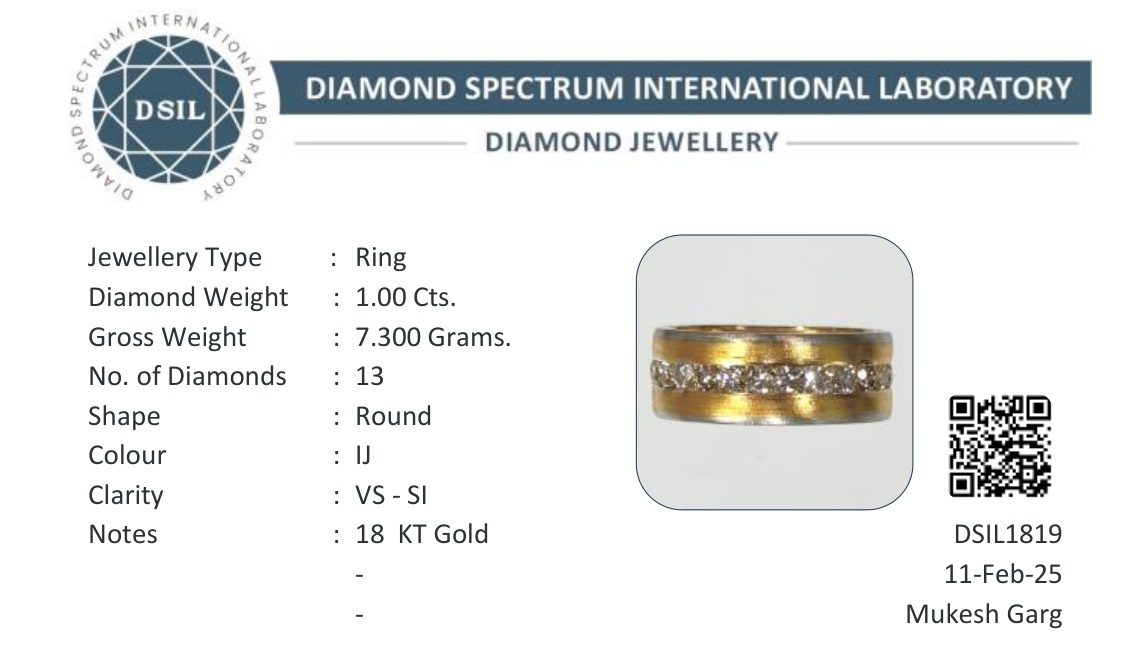 DIAMOND SPECTRUM INTERNATIONAL LABORATORY
DSIL
DIAMOND SPECTRUM INTERNATIONAL LABORATORY
DIAMOND JEWELLERY
Jewellery Type : Ring
Diamond Weight : 1.00 Cts.
Gross Weight : 7.300 Grams.
No. of Diamonds : 13
Shape : Round
Colour : IJ
Clarity : VS - SI
Notes : 18 KT Gold
-
-
DSIL1819
11-Feb-25
Mukesh Garg